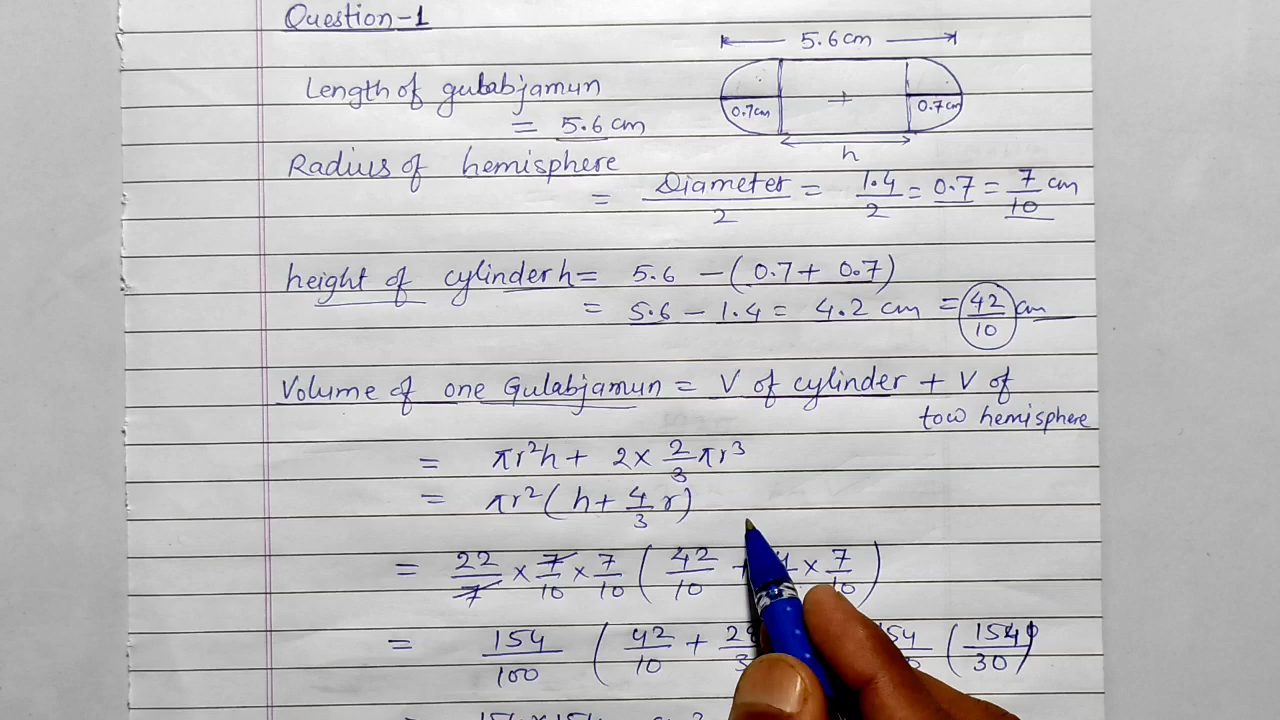 Question-1
5.6cm
Length of gulabjamun
= 5.6 cm
0.7cm 0.7cm
h
Radius of hemisphere
= Diameter/2 = 1.4/2 = 0.7 = 7/10 cm
height of cylinder h = 5.6 - (0.7 + 0.7)
= 5.6 - 1.4 = 4.2 cm = 42/10 cm
Volume of one Gulabjamun = V of cylinder + V of
tow hemisphere
= πr²h + 2 × 2/3 πr³
= πr² (h + 4/3 r)
= 22/7 × 7/10 × 7/10 ( 42/10 + × 7/10 )
= 154/100 ( 42/10 + ( 154/30 )